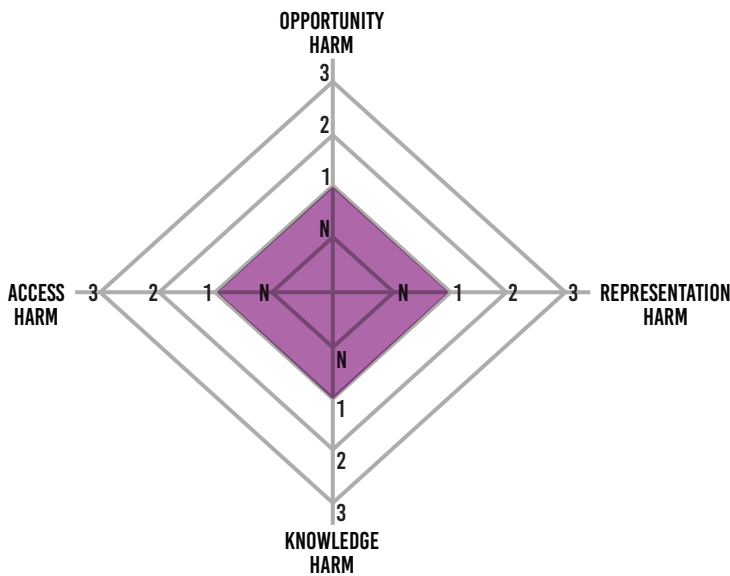 OPPORTUNITY
HARM
3
2
1
N
ACCESS
HARM
3 2 1 N N 1 2 3
REPRESENTATION
HARM
N
1
2
3
KNOWLEDGE
HARM